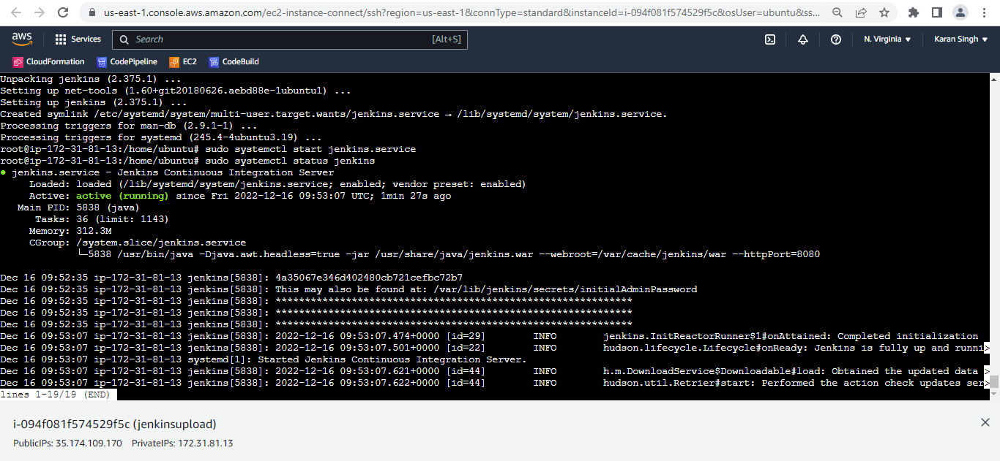 us-east-1.console.aws.amazon.com/ec2-instance-connect/ssh?region=us-east-1&connType=standard&instanceId=i-094f081f574529f5c&osUser=ubuntu&ss...
aws Services Search [Alt+S] N. Virginia ▼ Karan Singh ▼
CloudFormation CodePipeline EC2 CodeBuild
Unpacking jenkins (2.375.1) ...
Setting up net-tools (1.60+git20180626.aebd88e-1ubuntu1) ...
Setting up jenkins (2.375.1) ...
Created symlink /etc/systemd/system/multi-user.target.wants/jenkins.service → /lib/systemd/system/jenkins.service.
Processing triggers for man-db (2.9.1-1) ...
Processing triggers for systemd (245.4-4ubuntu3.19) ...
root@ip-172-31-81-13:/home/ubuntu# sudo systemctl start jenkins.service
root@ip-172-31-81-13:/home/ubuntu# sudo systemctl status jenkins
● jenkins.service - Jenkins Continuous Integration Server
Loaded: loaded (/lib/systemd/system/jenkins.service; enabled; vendor preset: enabled)
Active: active (running) since Fri 2022-12-16 09:53:07 UTC; 1min 27s ago
Main PID: 5838 (java)
Tasks: 36 (limit: 1143)
Memory: 312.3M
CGroup: /system.slice/jenkins.service
└─5838 /usr/bin/java -Djava.awt.headless=true -jar /usr/share/java/jenkins.war --webroot=/var/cache/jenkins/war --httpPort=8080
Dec 16 09:52:35 ip-172-31-81-13 jenkins[5838]: 4a35067e346d402480cb721cefbc72b7
Dec 16 09:52:35 ip-172-31-81-13 jenkins[5838]: This may also be found at: /var/lib/jenkins/secrets/initialAdminPassword
Dec 16 09:52:35 ip-172-31-81-13 jenkins[5838]: *************************************************************
Dec 16 09:52:35 ip-172-31-81-13 jenkins[5838]: *************************************************************
Dec 16 09:52:35 ip-172-31-81-13 jenkins[5838]: *************************************************************
Dec 16 09:53:07 ip-172-31-81-13 jenkins[5838]: 2022-12-16 09:53:07.474+0000 [id=29] INFO jenkins.InitReactorRunner$1#onAttained: Completed initialization
Dec 16 09:53:07 ip-172-31-81-13 jenkins[5838]: 2022-12-16 09:53:07.501+0000 [id=22] INFO hudson.lifecycle.Lifecycle#onReady: Jenkins is fully up and runni>
Dec 16 09:53:07 ip-172-31-81-13 systemd[1]: Started Jenkins Continuous Integration Server.
Dec 16 09:53:07 ip-172-31-81-13 jenkins[5838]: 2022-12-16 09:53:07.621+0000 [id=44] INFO h.m.DownloadService$Downloadable#load: Obtained the updated data >
Dec 16 09:53:07 ip-172-31-81-13 jenkins[5838]: 2022-12-16 09:53:07.622+0000 [id=44] INFO hudson.util.Retrier#start: Performed the action check updates ser>
lines 1-19/19 (END)
i-094f081f574529f5c (jenkinsupload)
PublicIPs: 35.174.109.170 PrivateIPs: 172.31.81.13